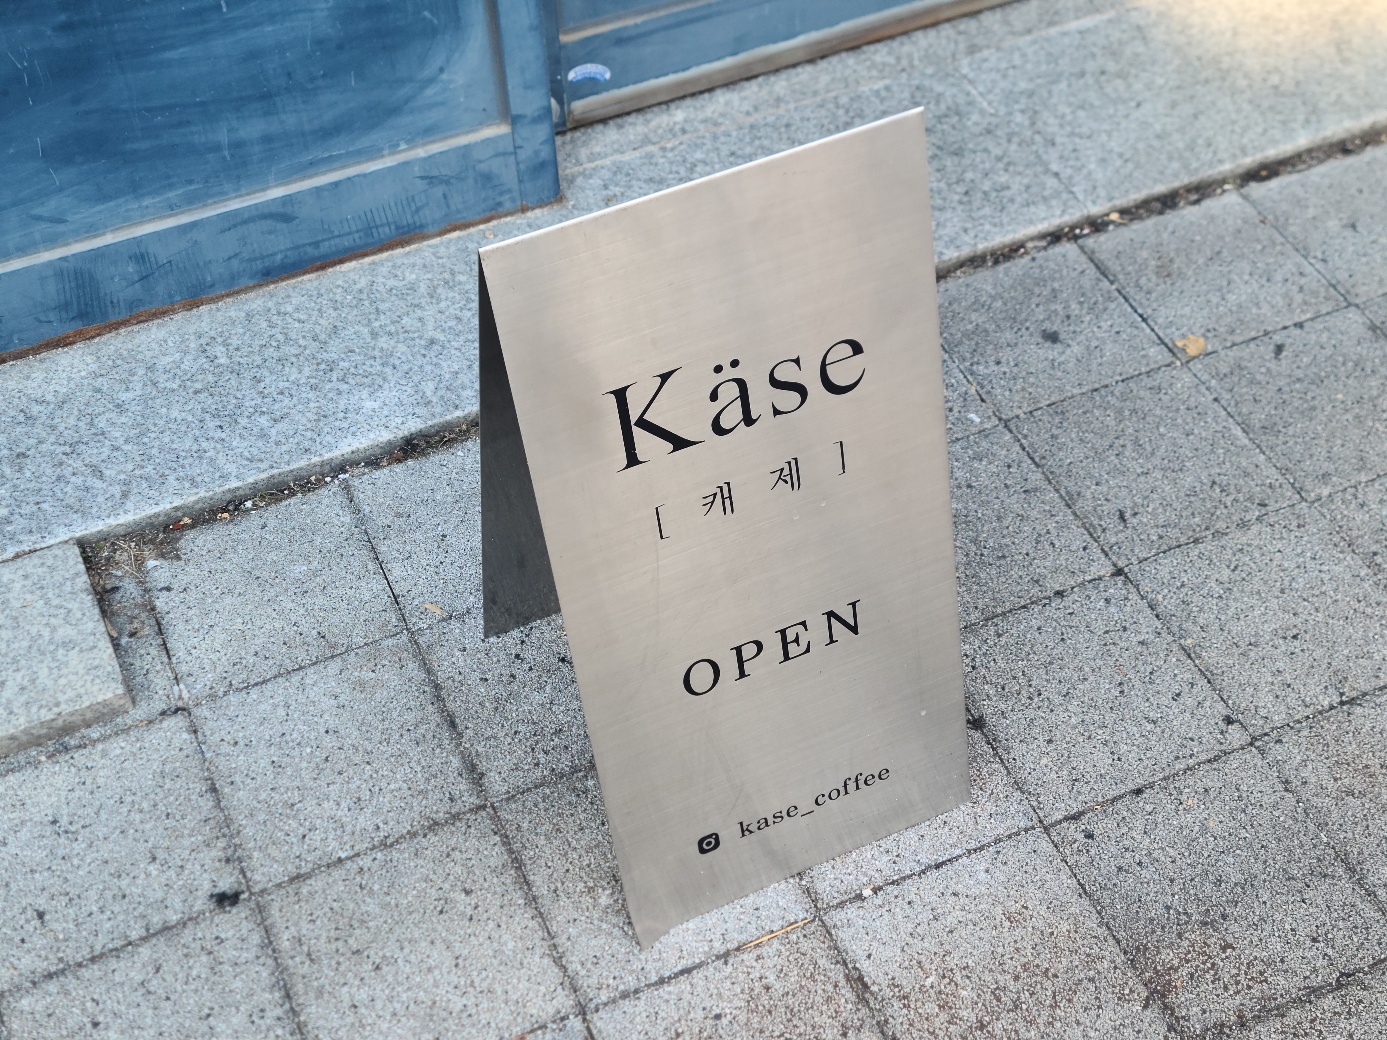 Käse
[ 캐 제 ]
OPEN
kase_coffee